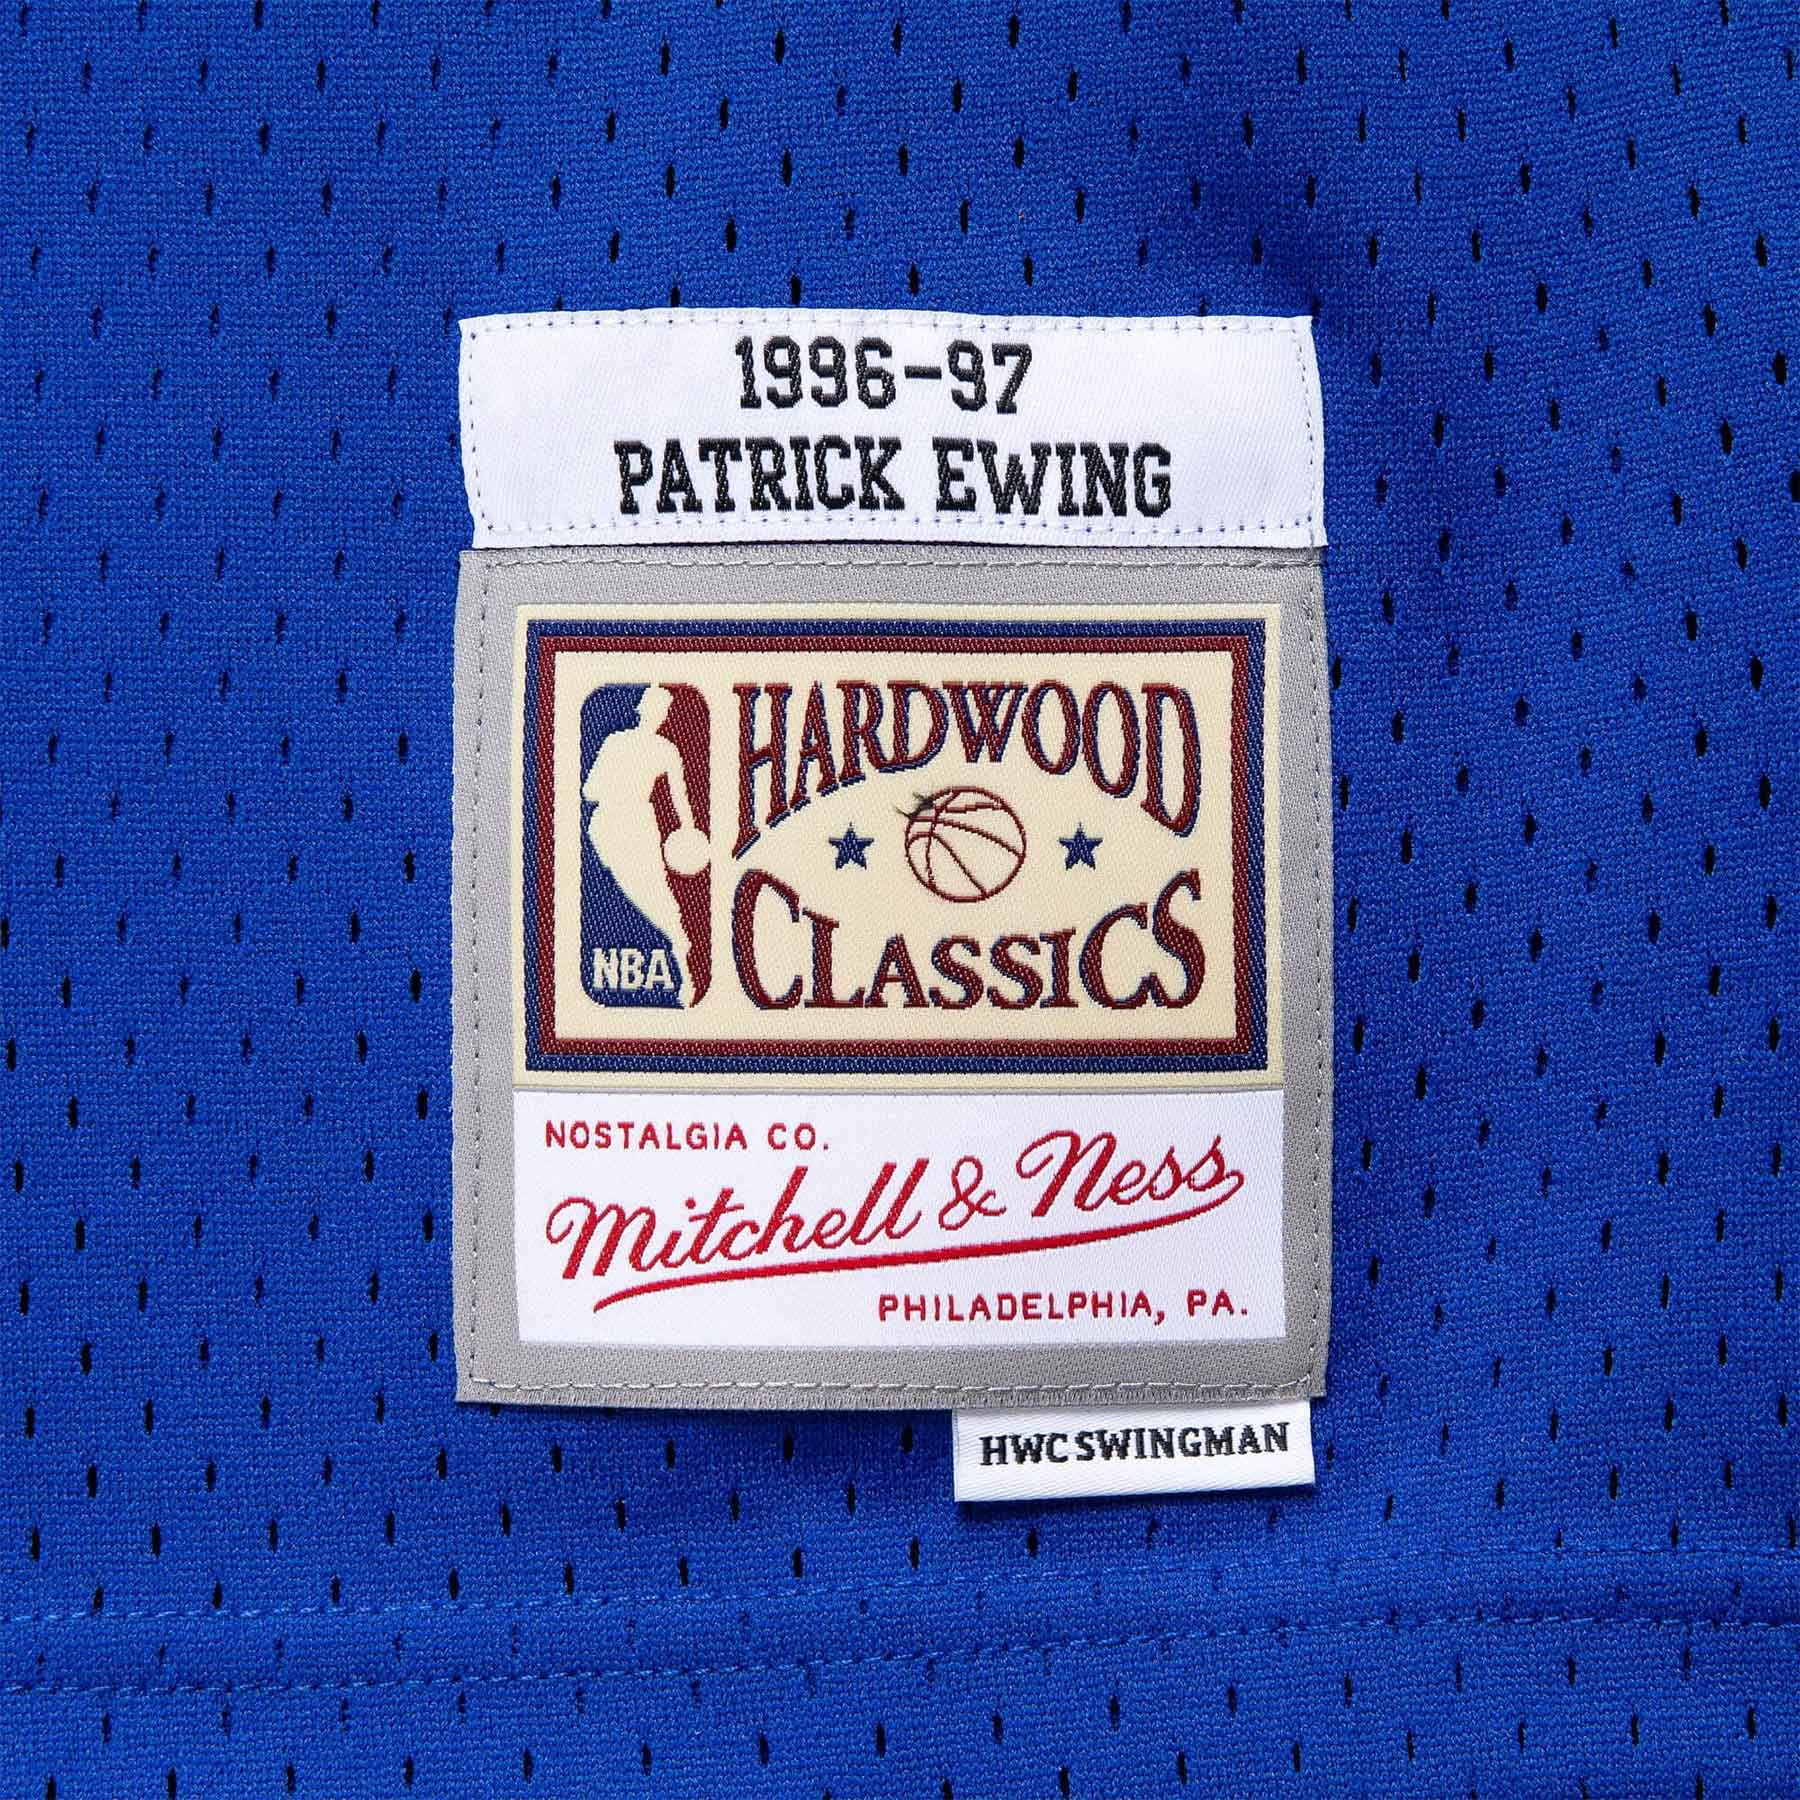 1996-97
PATRICK EWING
HARDWOOD
CLASSICS
NBA
NOSTALGIA CO.
Mitchell & Ness
PHILADELPHIA, PA.
HWC SWINGMAN